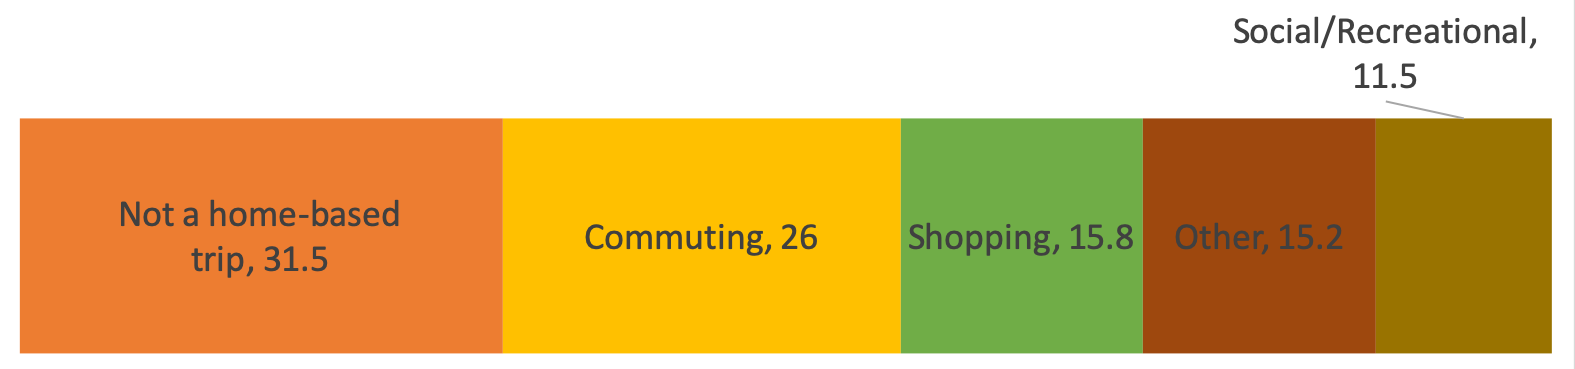 Social/Recreational,
11.5
Not a home-based
trip, 31.5
Commuting, 26
Shopping, 15.8
Other, 15.2